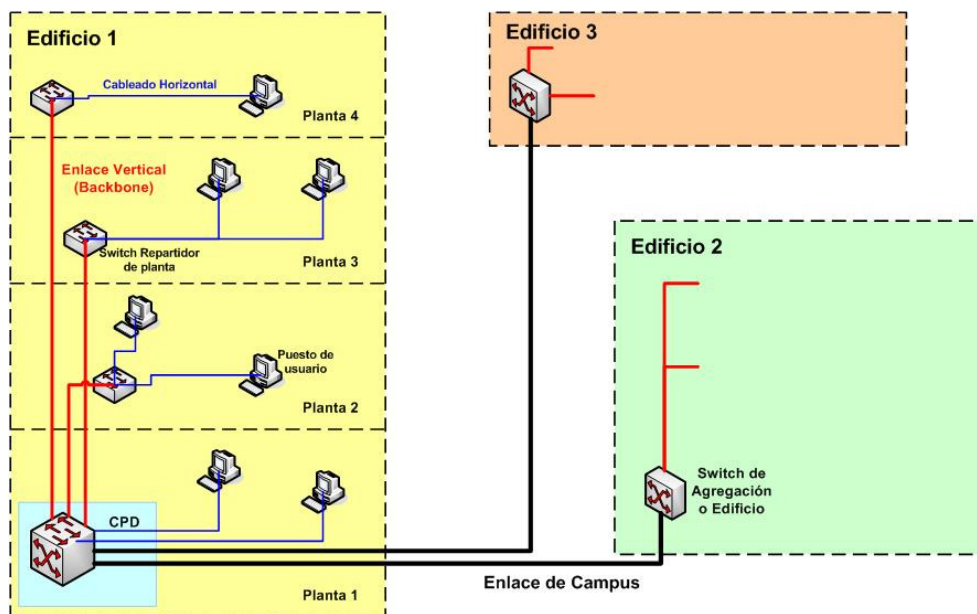 Edificio 1
Cableado Horizontal
Planta 4
Enlace Vertical
(Backbone)
Switch Repartidor
de planta
Planta 3
Puesto de
usuario
Planta 2
CPD
Planta 1
Edificio 3
Edificio 2
Switch de
Agregación
o Edificio
Enlace de Campus